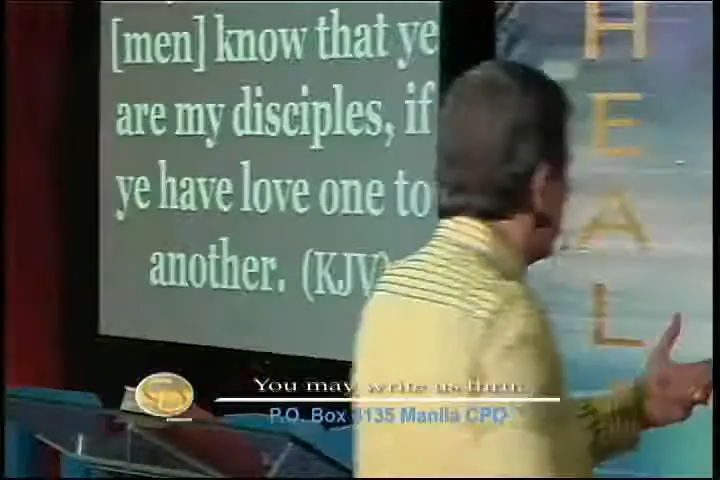 [men] know that ye
are my disciples, if
ye have love one to
another. (KJV)
H
E
A
L
You may write us thru:
P.O. Box 3135 Manila CPO